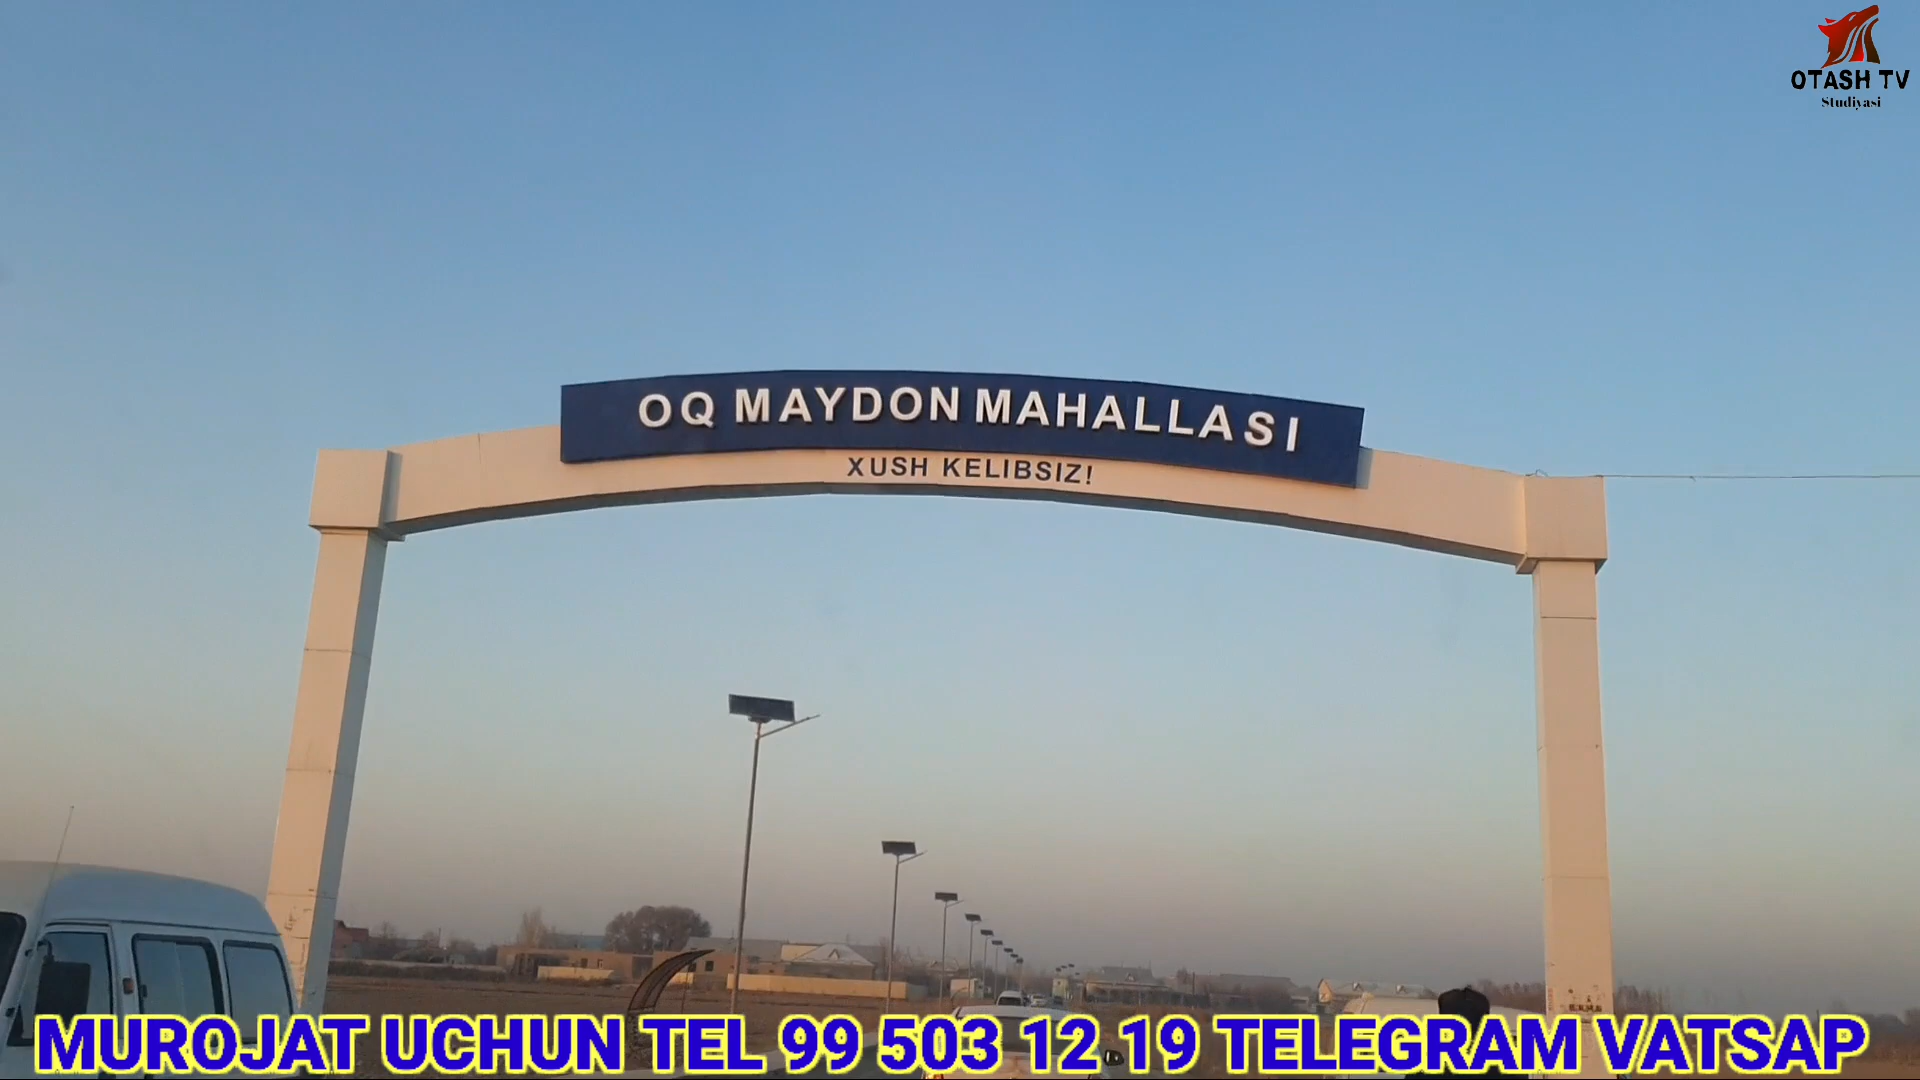 OTASH TV
Studiyasi
OQ MAYDON MAHALLASI
XUSH KELIBSIZ!
MUROJAT UCHUN TEL 99 503 12 19 TELEGRAM VATSAP